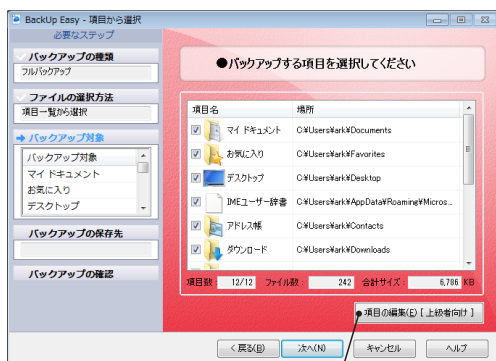 BackUp Easy - 項目から選択
必要なステップ
バックアップの種類
フルバックアップ
ファイルの選択方法
項目一覧から選択
バックアップ対象
バックアップ対象
マイ ドキュメント
お気に入り
デスクトップ
バックアップの保存先
バックアップの確認
●バックアップする項目を選択してください
項目名 場所
マイ ドキュメント C:¥Users¥ark¥Documents
お気に入り C:¥Users¥ark¥Favorites
デスクトップ C:¥Users¥ark¥Desktop
IMEユーザー辞書 C:¥Users¥ark¥AppData¥Roaming¥Micros...
アドレス帳 C:¥Users¥ark¥Contacts
ダウンロード C:¥Users¥ark¥Downloads
項目数: 12/12 ファイル数: 242 合計サイズ: 6,786 KB
項目の編集(E) [ 上級者向け ]
< 戻る(B) 次へ(N) キャンセル ヘルプ